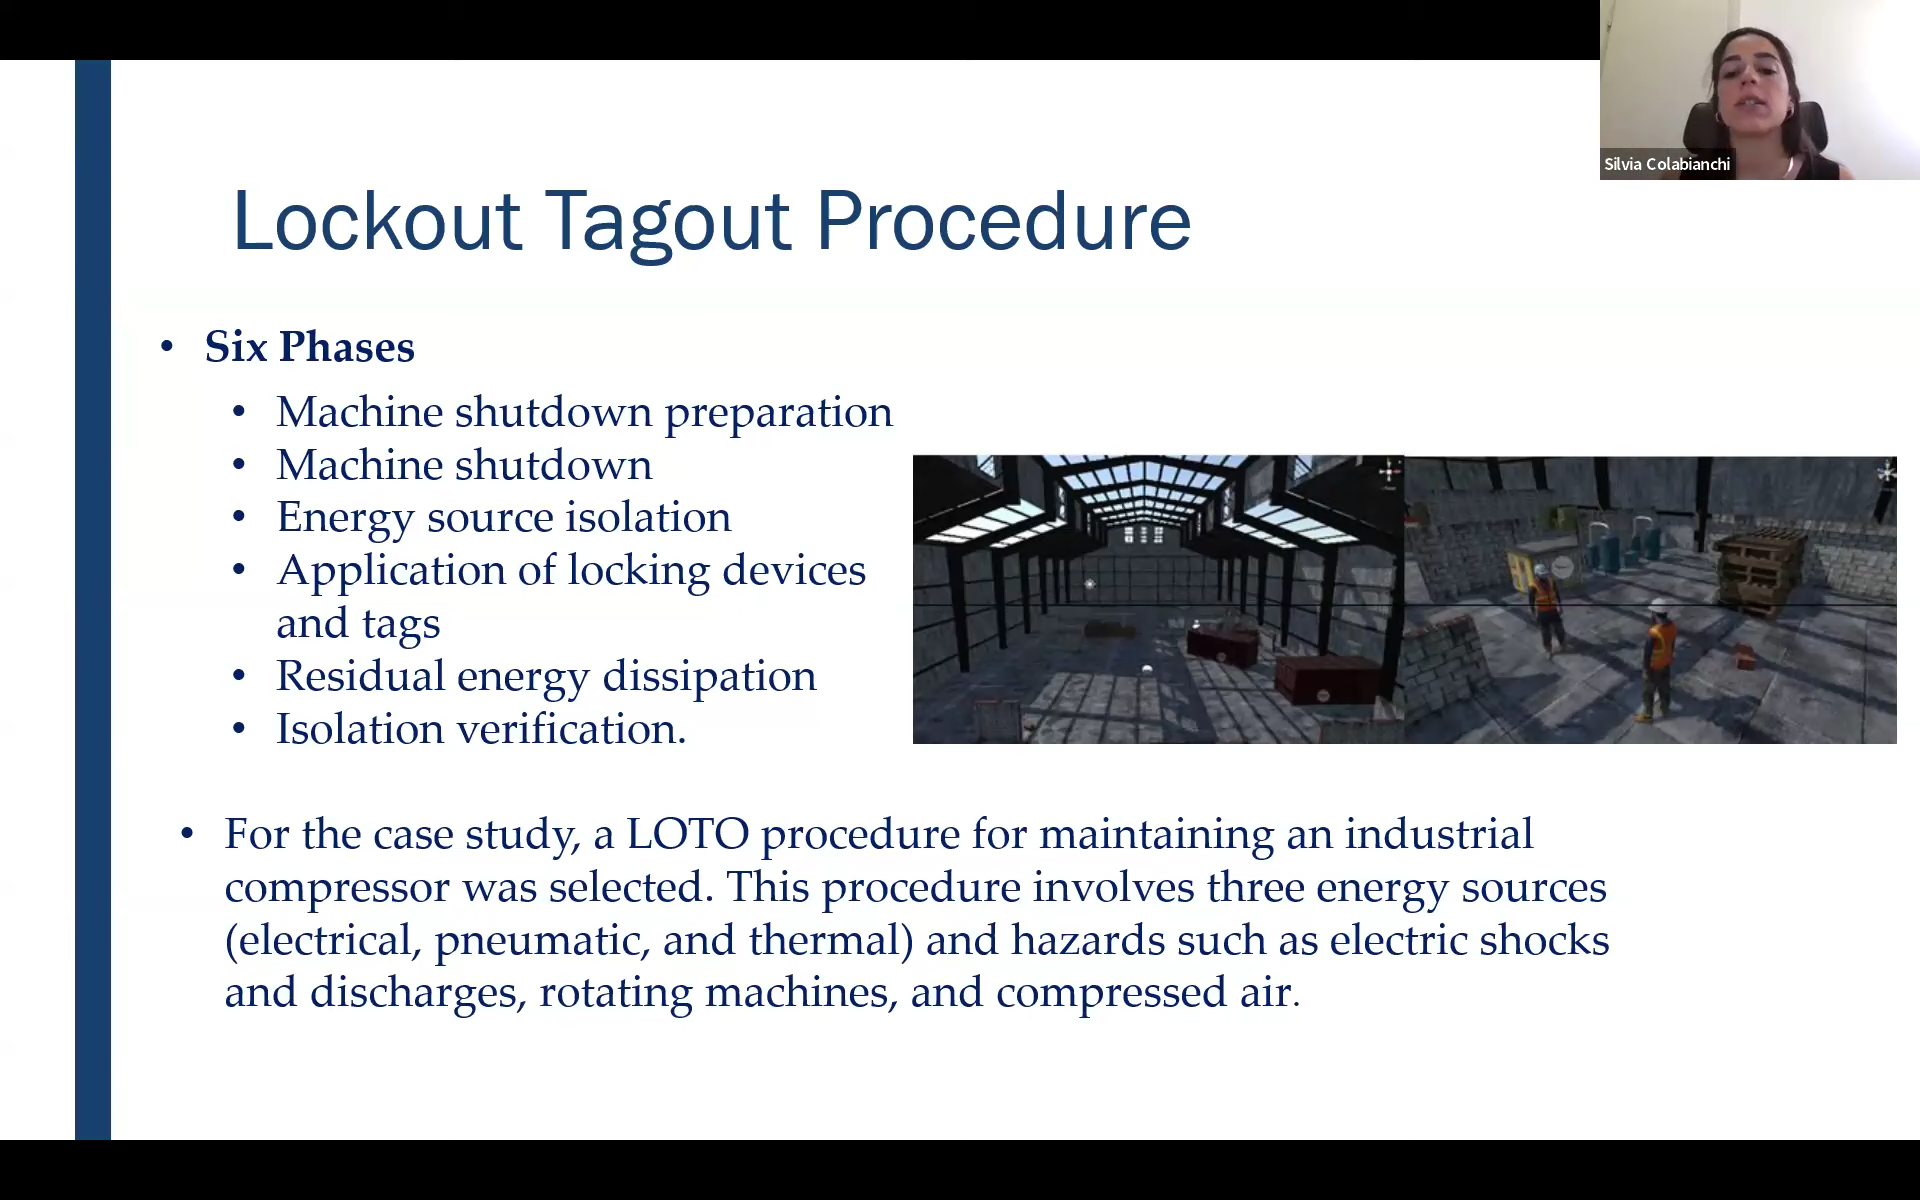 Silvia Colabianchi
Lockout Tagout Procedure
• Six Phases
• Machine shutdown preparation
• Machine shutdown
• Energy source isolation
• Application of locking devices
and tags
• Residual energy dissipation
• Isolation verification.
• For the case study, a LOTO procedure for maintaining an industrial
compressor was selected. This procedure involves three energy sources
(electrical, pneumatic, and thermal) and hazards such as electric shocks
and discharges, rotating machines, and compressed air.